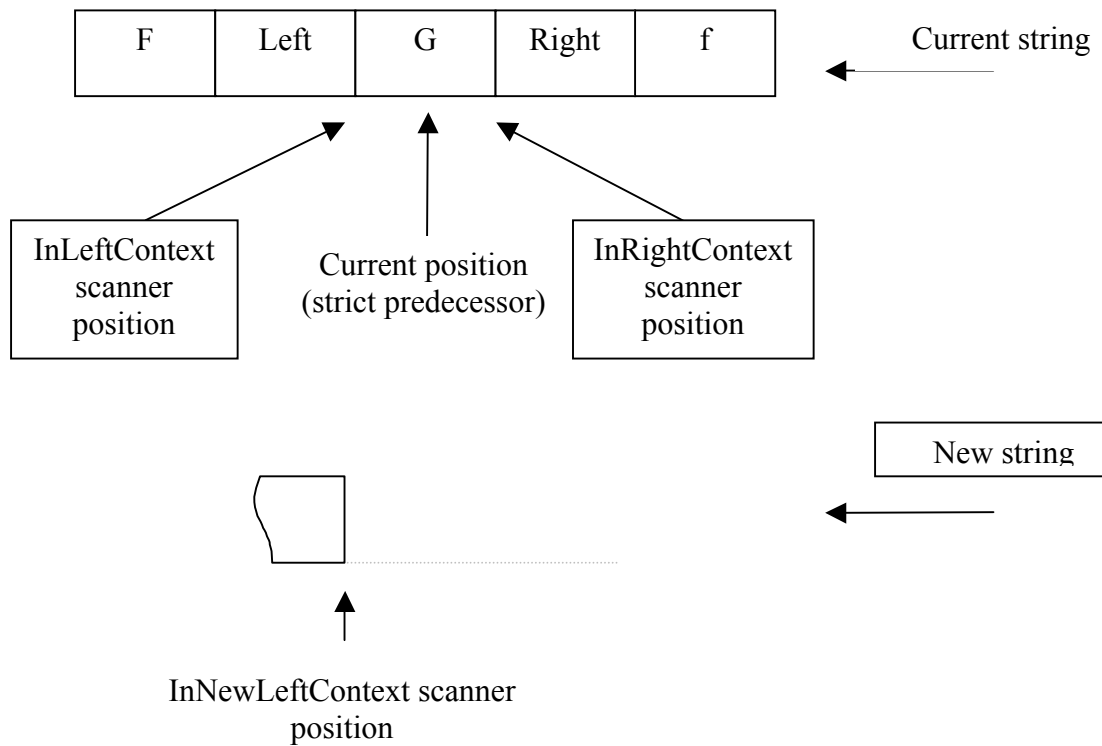 F Left G Right f
Current string
InLeftContext
scanner
position
Current position
(strict predecessor)
InRightContext
scanner
position
New string
InNewLeftContext scanner
position